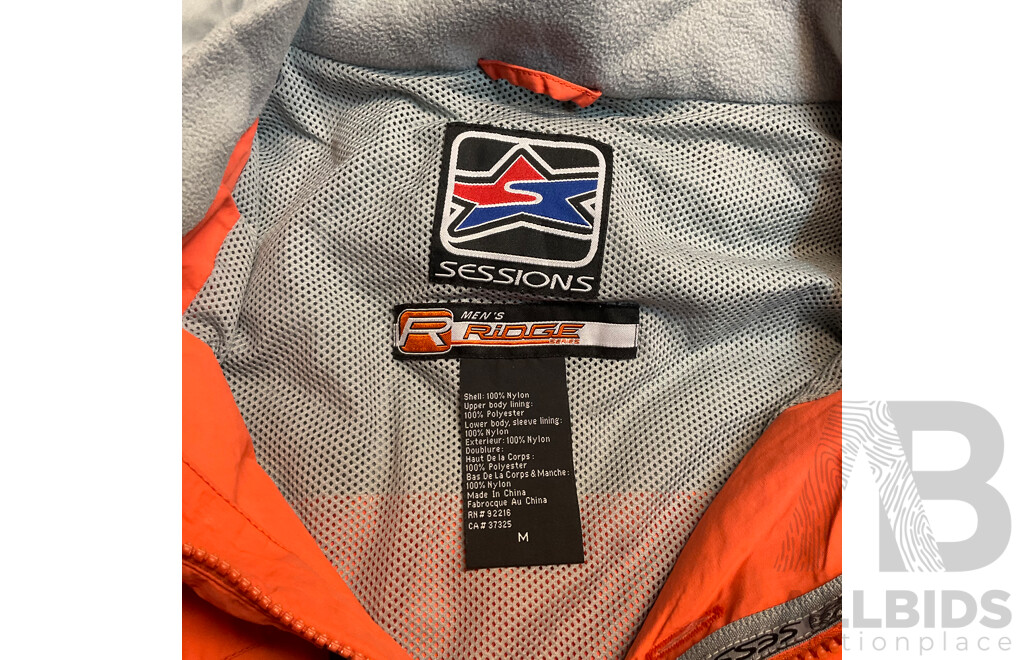 SESSIONS
MEN'S
R RIDGE
SERIES
Shell: 100% Nylon
Upper body lining:
100% Polyester
Lower body, sleeve lining:
100% Nylon
Exterieur: 100% Nylon
Doublure:
Haut De la Corps:
100% Polyester
Bas De La Corps & Manche:
100% Nylon
Made In China
Fabrocque Au China
RN# 92216
CA# 37325
M
AB
ALLBIDS